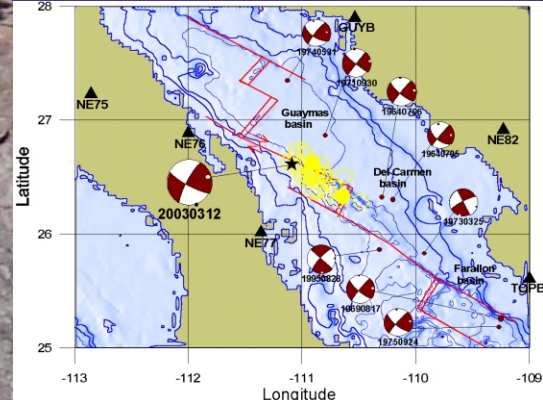 28
27
26
25
Latitude
-113
-112
-111
-110
-109
Longitude
GUYB
NE75
NE76
NE77
NE82
TOPB
Guaymas
basin
Del Carmen
basin
Farallon
basin
20030312
19740531
19710930
19640706
19640705
19730325
19950828
19690817
19750924